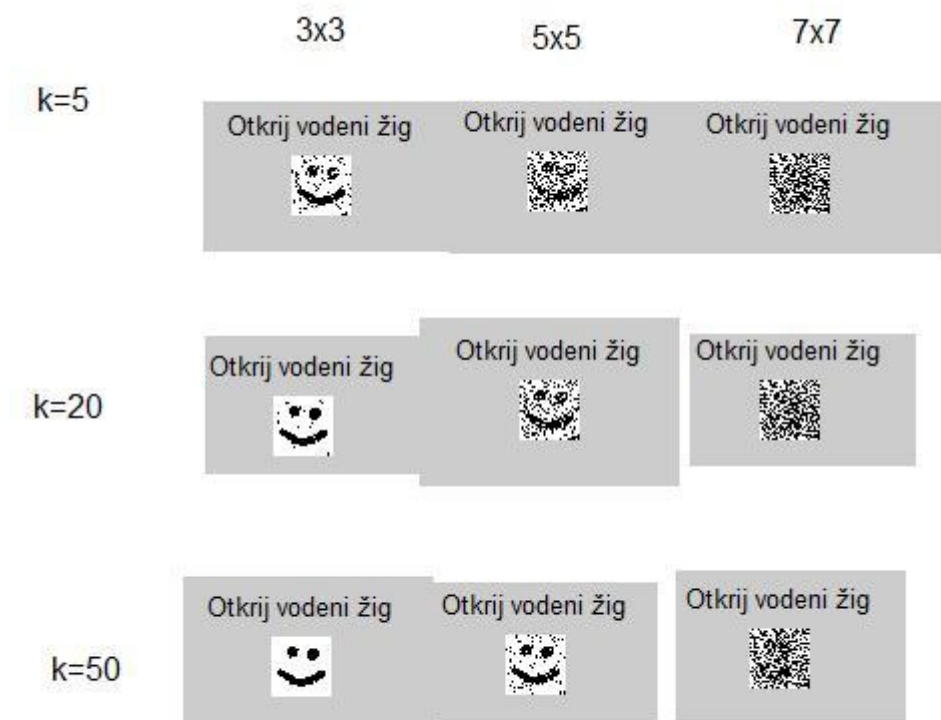 3x3 5x5 7x7
k=5
Otkrij vodeni žig Otkrij vodeni žig Otkrij vodeni žig
k=20
Otkrij vodeni žig Otkrij vodeni žig Otkrij vodeni žig
k=50
Otkrij vodeni žig Otkrij vodeni žig Otkrij vodeni žig